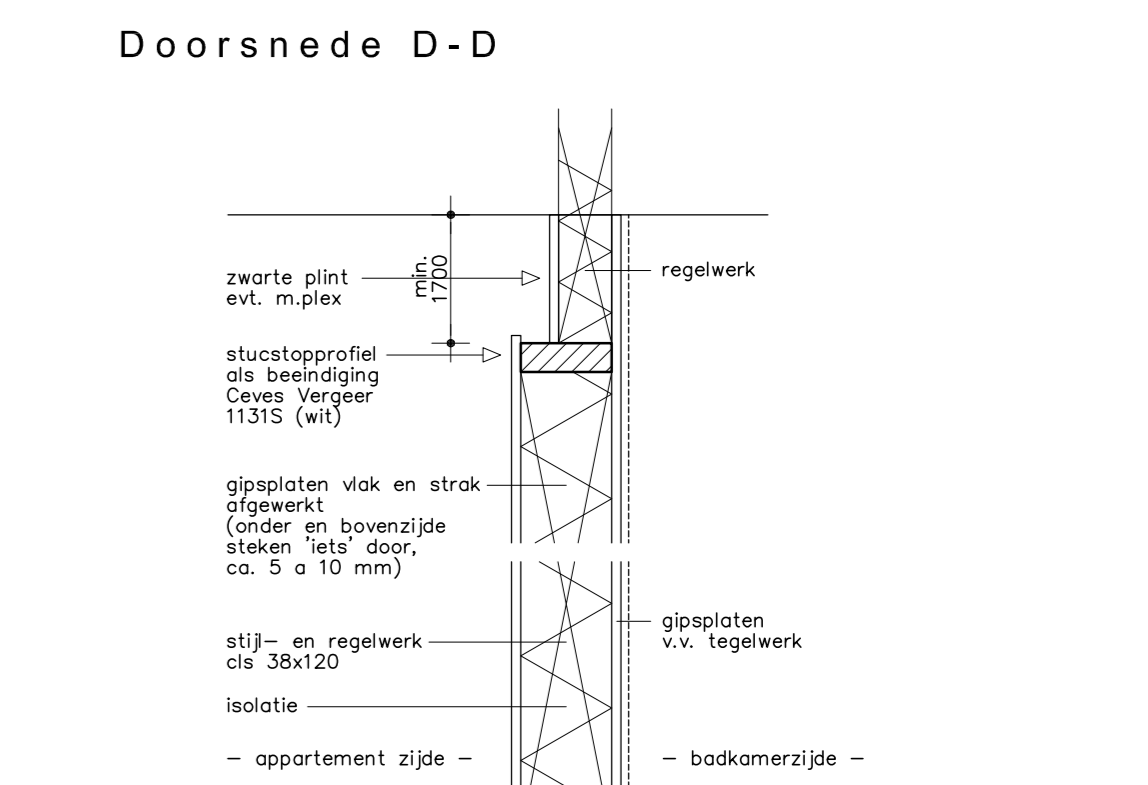 Doorsnede D-D
zwarte plint
evt. m.plex
min.
1700
regelwerk
stucstopprofiel
als beeindiging
Ceves Vergeer
1131S (wit)
gipsplaten vlak en strak
afgewerkt
(onder en bovenzijde
steken 'iets' door,
ca. 5 a 10 mm)
gipsplaten
v.v. tegelwerk
stijl- en regelwerk
cls 38x120
isolatie
- appartement zijde -
- badkamerzijde -